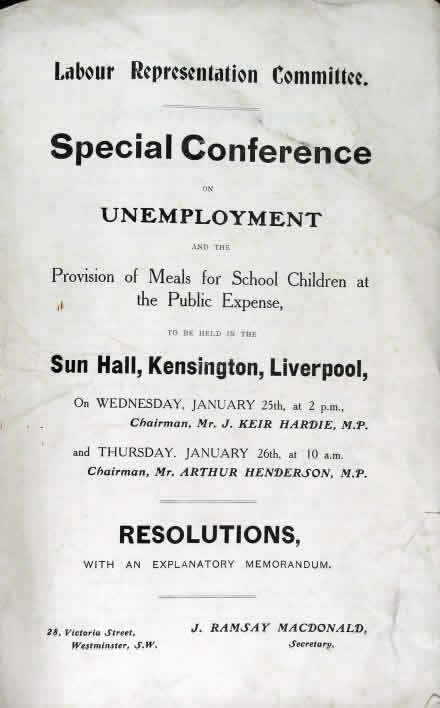 Labour Representation Committee.
Special Conference
ON
UNEMPLOYMENT
AND THE
Provision of Meals for School Children at
the Public Expense,
TO BE HELD IN THE
Sun Hall, Kensington, Liverpool,
On WEDNESDAY, JANUARY 25th, at 2 p.m.,
Chairman, Mr. J. KEIR HARDIE, M.P.
and THURSDAY. JANUARY 26th, at 10 a.m.
Chairman, Mr. ARTHUR HENDERSON, M.P.
RESOLUTIONS,
WITH AN EXPLANATORY MEMORANDUM.
28, Victoria Street,
Westminster, S.W.
J. RAMSAY MACDONALD,
Secretary.